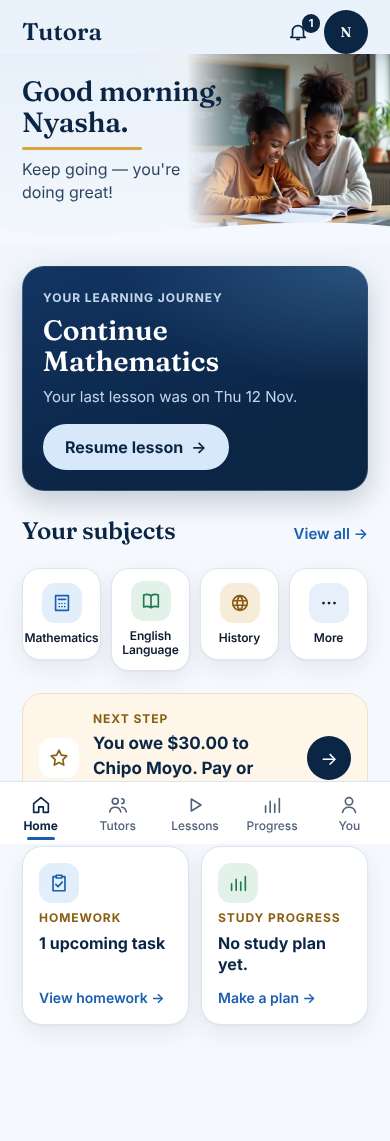 Tutora
1
N
Good morning,
Nyasha.
Keep going — you're
doing great!
YOUR LEARNING JOURNEY
Continue
Mathematics
Your last lesson was on Thu 12 Nov.
Resume lesson →
Your subjects
View all →
Mathematics
English
Language
History
More
NEXT STEP
You owe $30.00 to
Chipo Moyo. Pay or
→
Home
Tutors
Lessons
Progress
You
HOMEWORK
1 upcoming task
View homework →
STUDY PROGRESS
No study plan
yet.
Make a plan →